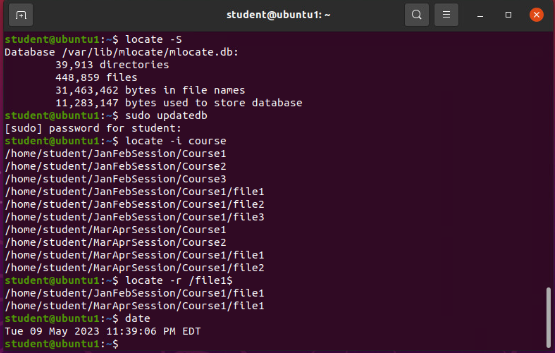 student@ubuntu1: ~
student@ubuntu1:~$ locate -S
Database /var/lib/mlocate/mlocate.db:
        39,913 directories
        448,859 files
        31,463,462 bytes in file names
        11,283,147 bytes used to store database
student@ubuntu1:~$ sudo updatedb
[sudo] password for student:
student@ubuntu1:~$ locate -i course
/home/student/JanFebSession/Course1
/home/student/JanFebSession/Course2
/home/student/JanFebSession/Course3
/home/student/JanFebSession/Course1/file1
/home/student/JanFebSession/Course1/file2
/home/student/JanFebSession/Course1/file3
/home/student/MarAprSession/Course1
/home/student/MarAprSession/Course2
/home/student/MarAprSession/Course1/file1
/home/student/MarAprSession/Course1/file2
student@ubuntu1:~$ locate -r /file1$
/home/student/JanFebSession/Course1/file1
/home/student/MarAprSession/Course1/file1
student@ubuntu1:~$ date
Tue 09 May 2023 11:39:06 PM EDT
student@ubuntu1:~$